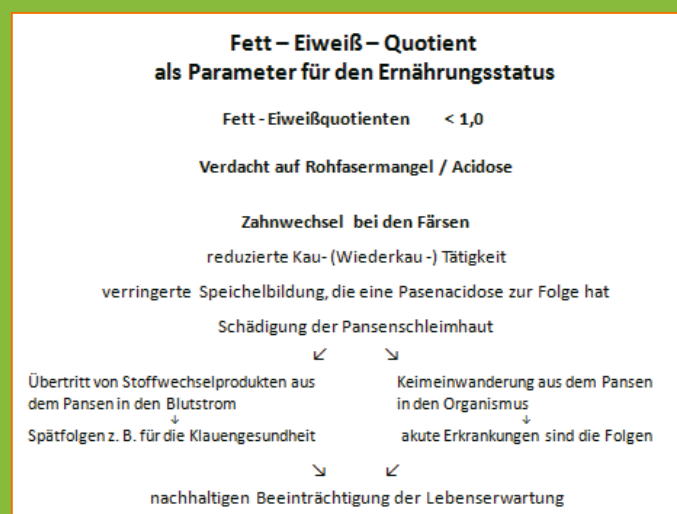 Fett – Eiweiß – Quotient
als Parameter für den Ernährungsstatus
Fett - Eiweißquotienten < 1,0
Verdacht auf Rohfasermangel / Acidose
Zahnwechsel bei den Färsen
reduzierte Kau- (Wiederkau -) Tätigkeit
verringerte Speichelbildung, die eine Pasenacidose zur Folge hat
Schädigung der Pansenschleimhaut
↙ ↘
Übertritt von Stoffwechselprodukten aus
dem Pansen in den Blutstrom
↓
Spätfolgen z. B. für die Klauengesundheit
Keimeinwanderung aus dem Pansen
in den Organismus
↓
akute Erkrankungen sind die Folgen
↘ ↙
nachhaltigen Beeinträchtigung der Lebenserwartung